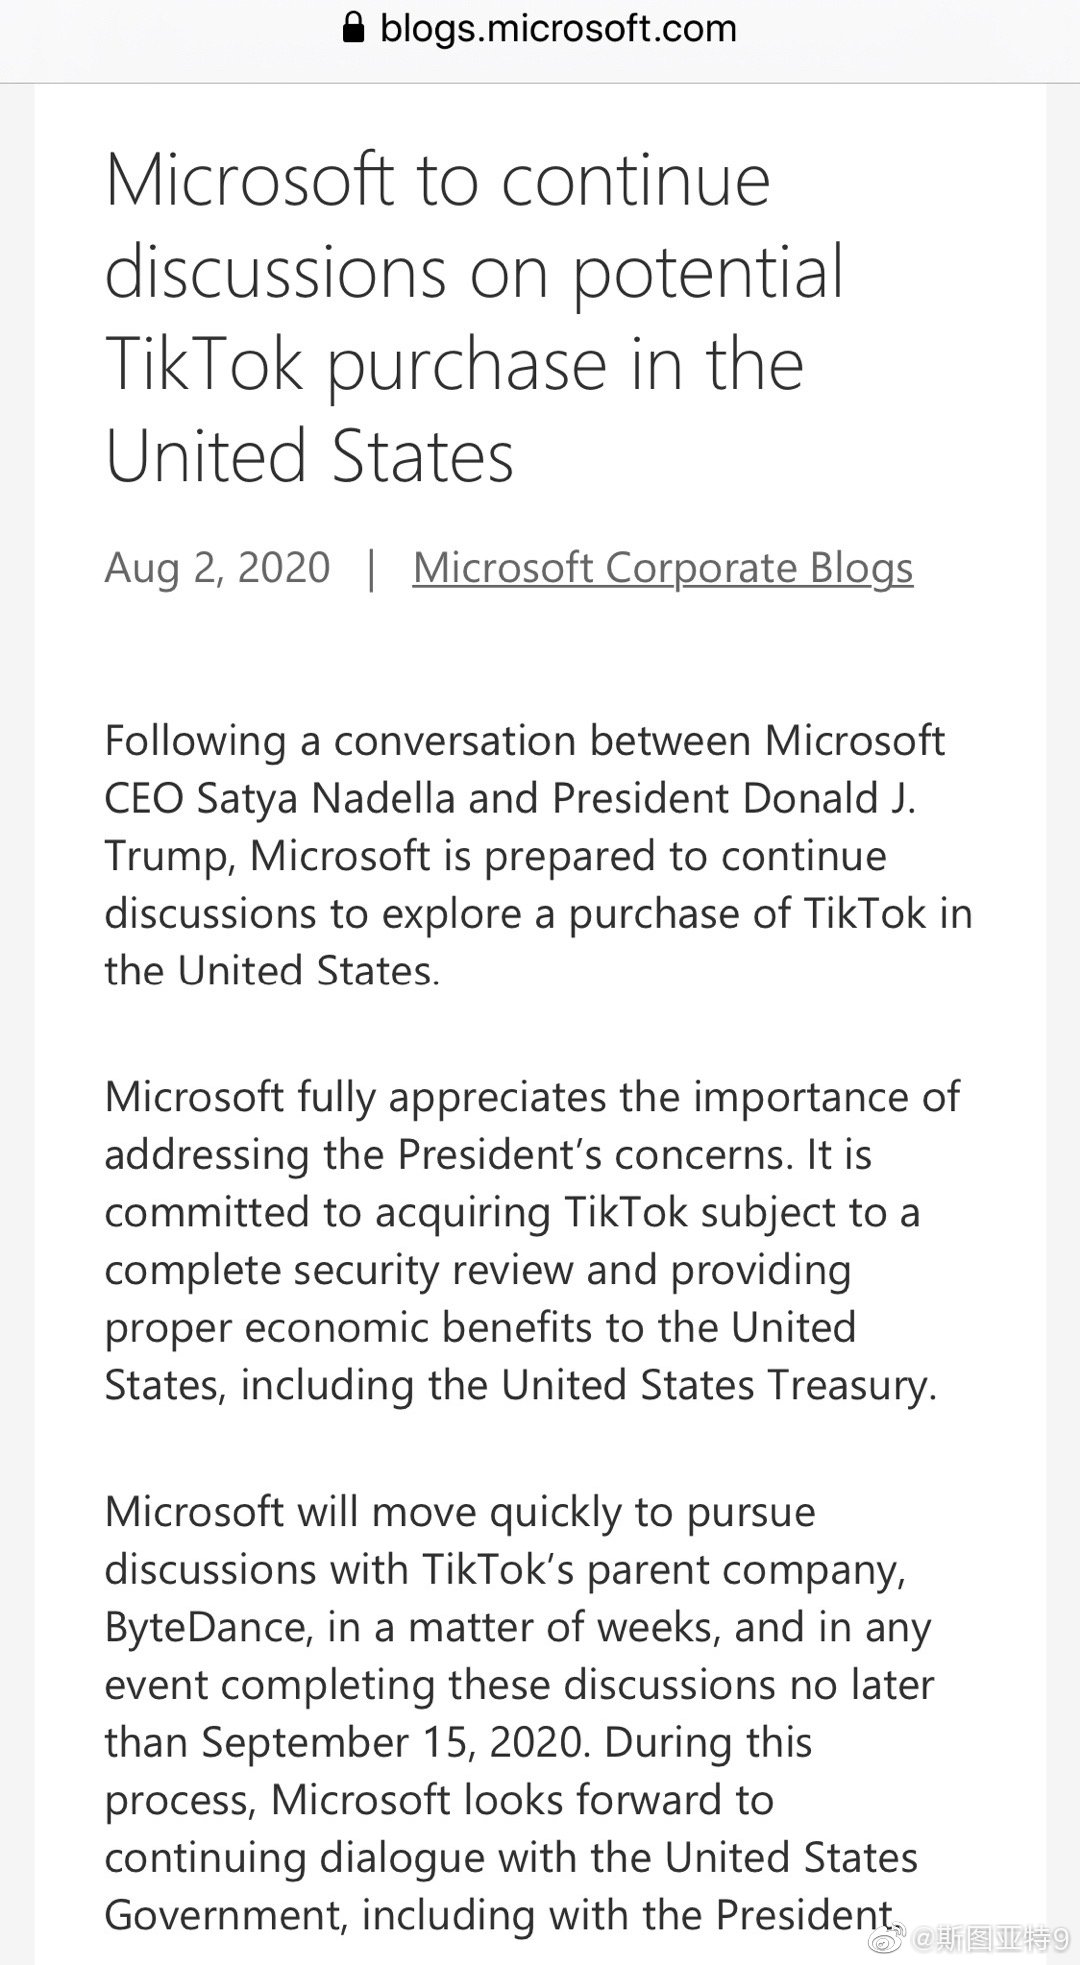 blogs.microsoft.com
Microsoft to continue
discussions on potential
TikTok purchase in the
United States
Aug 2, 2020 | Microsoft Corporate Blogs
Following a conversation between Microsoft
CEO Satya Nadella and President Donald J.
Trump, Microsoft is prepared to continue
discussions to explore a purchase of TikTok in
the United States.
Microsoft fully appreciates the importance of
addressing the President’s concerns. It is
committed to acquiring TikTok subject to a
complete security review and providing
proper economic benefits to the United
States, including the United States Treasury.
Microsoft will move quickly to pursue
discussions with TikTok’s parent company,
ByteDance, in a matter of weeks, and in any
event completing these discussions no later
than September 15, 2020. During this
process, Microsoft looks forward to
continuing dialogue with the United States
Government, including with the President.
@斯图亚特9